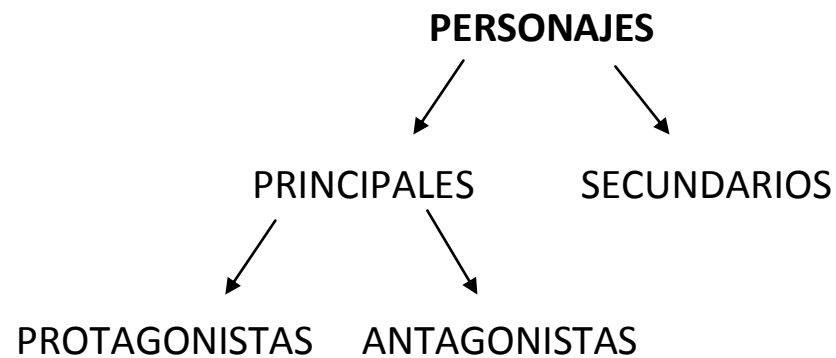 PERSONAJES
PRINCIPALES SECUNDARIOS
PROTAGONISTAS ANTAGONISTAS